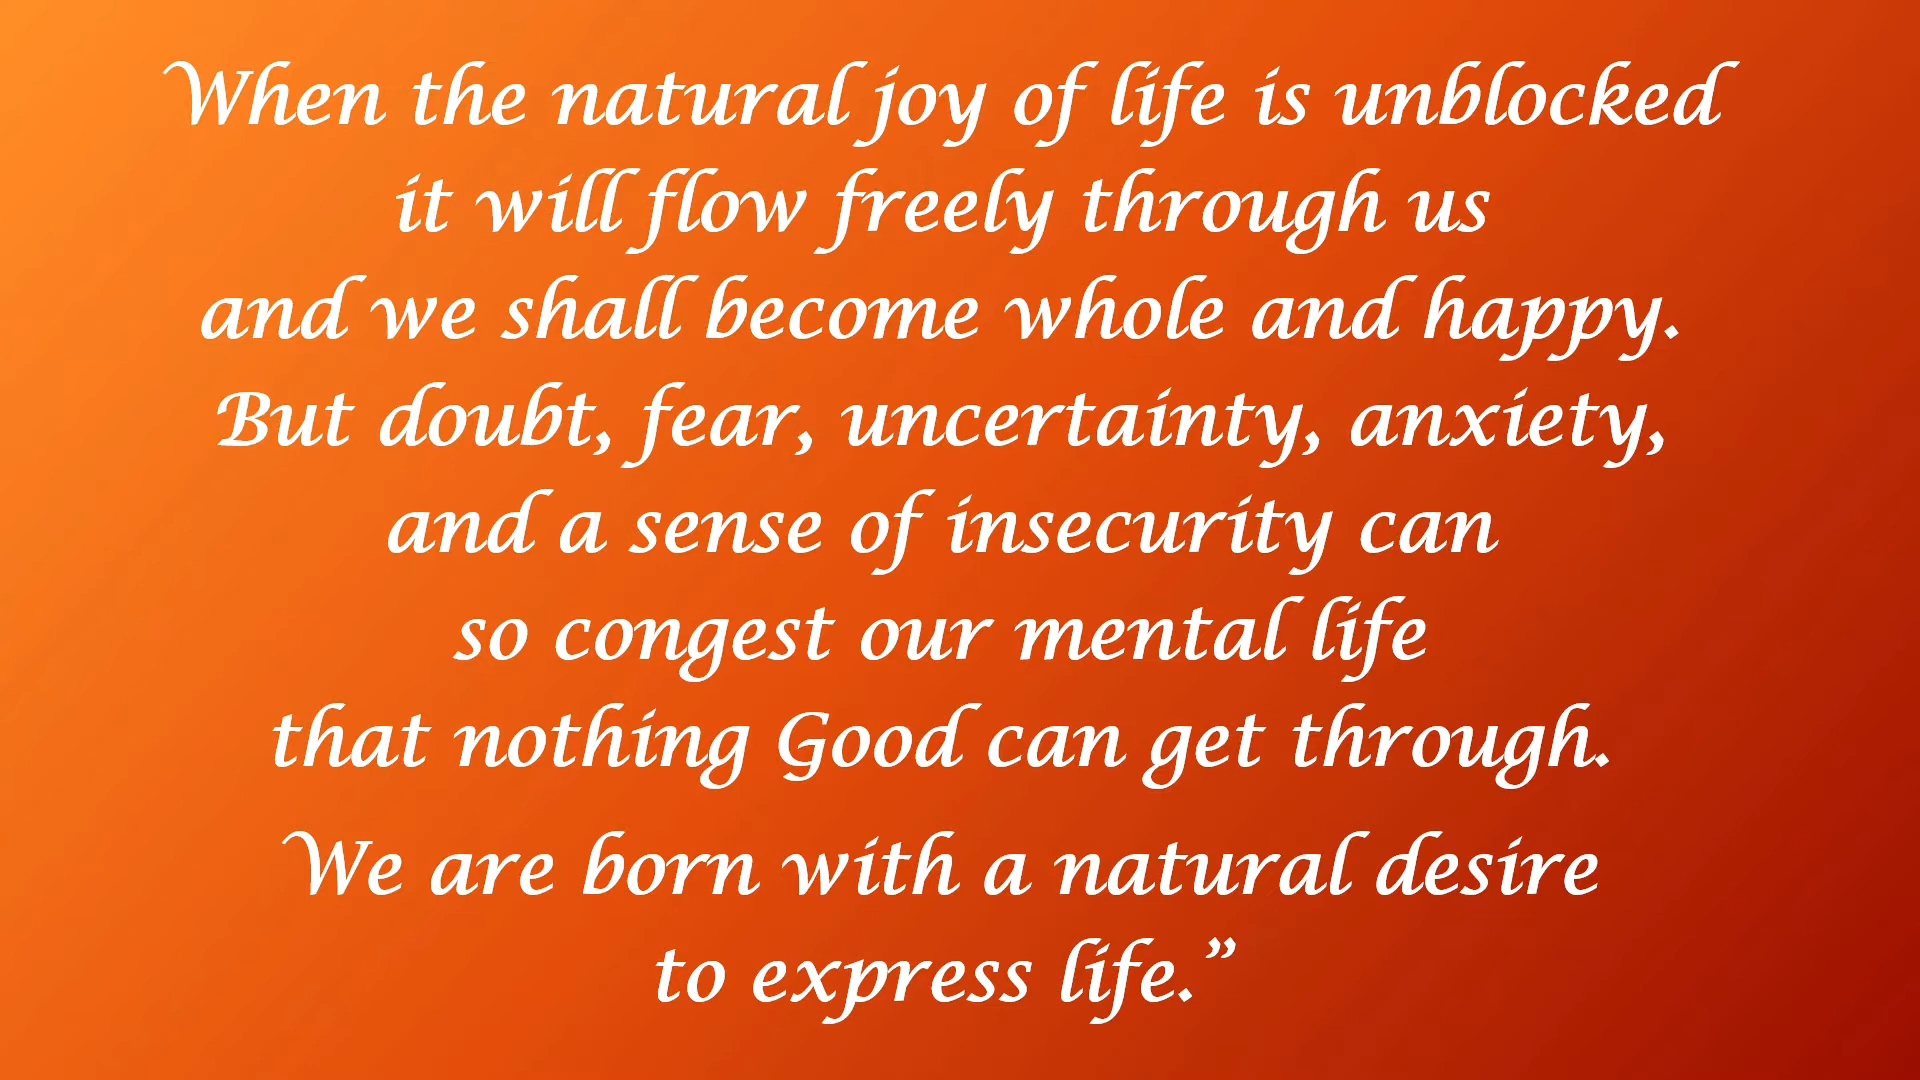 When the natural joy of life is unblocked
it will flow freely through us
and we shall become whole and happy.
But doubt, fear, uncertainty, anxiety,
and a sense of insecurity can
so congest our mental life
that nothing Good can get through.
We are born with a natural desire
to express life.”